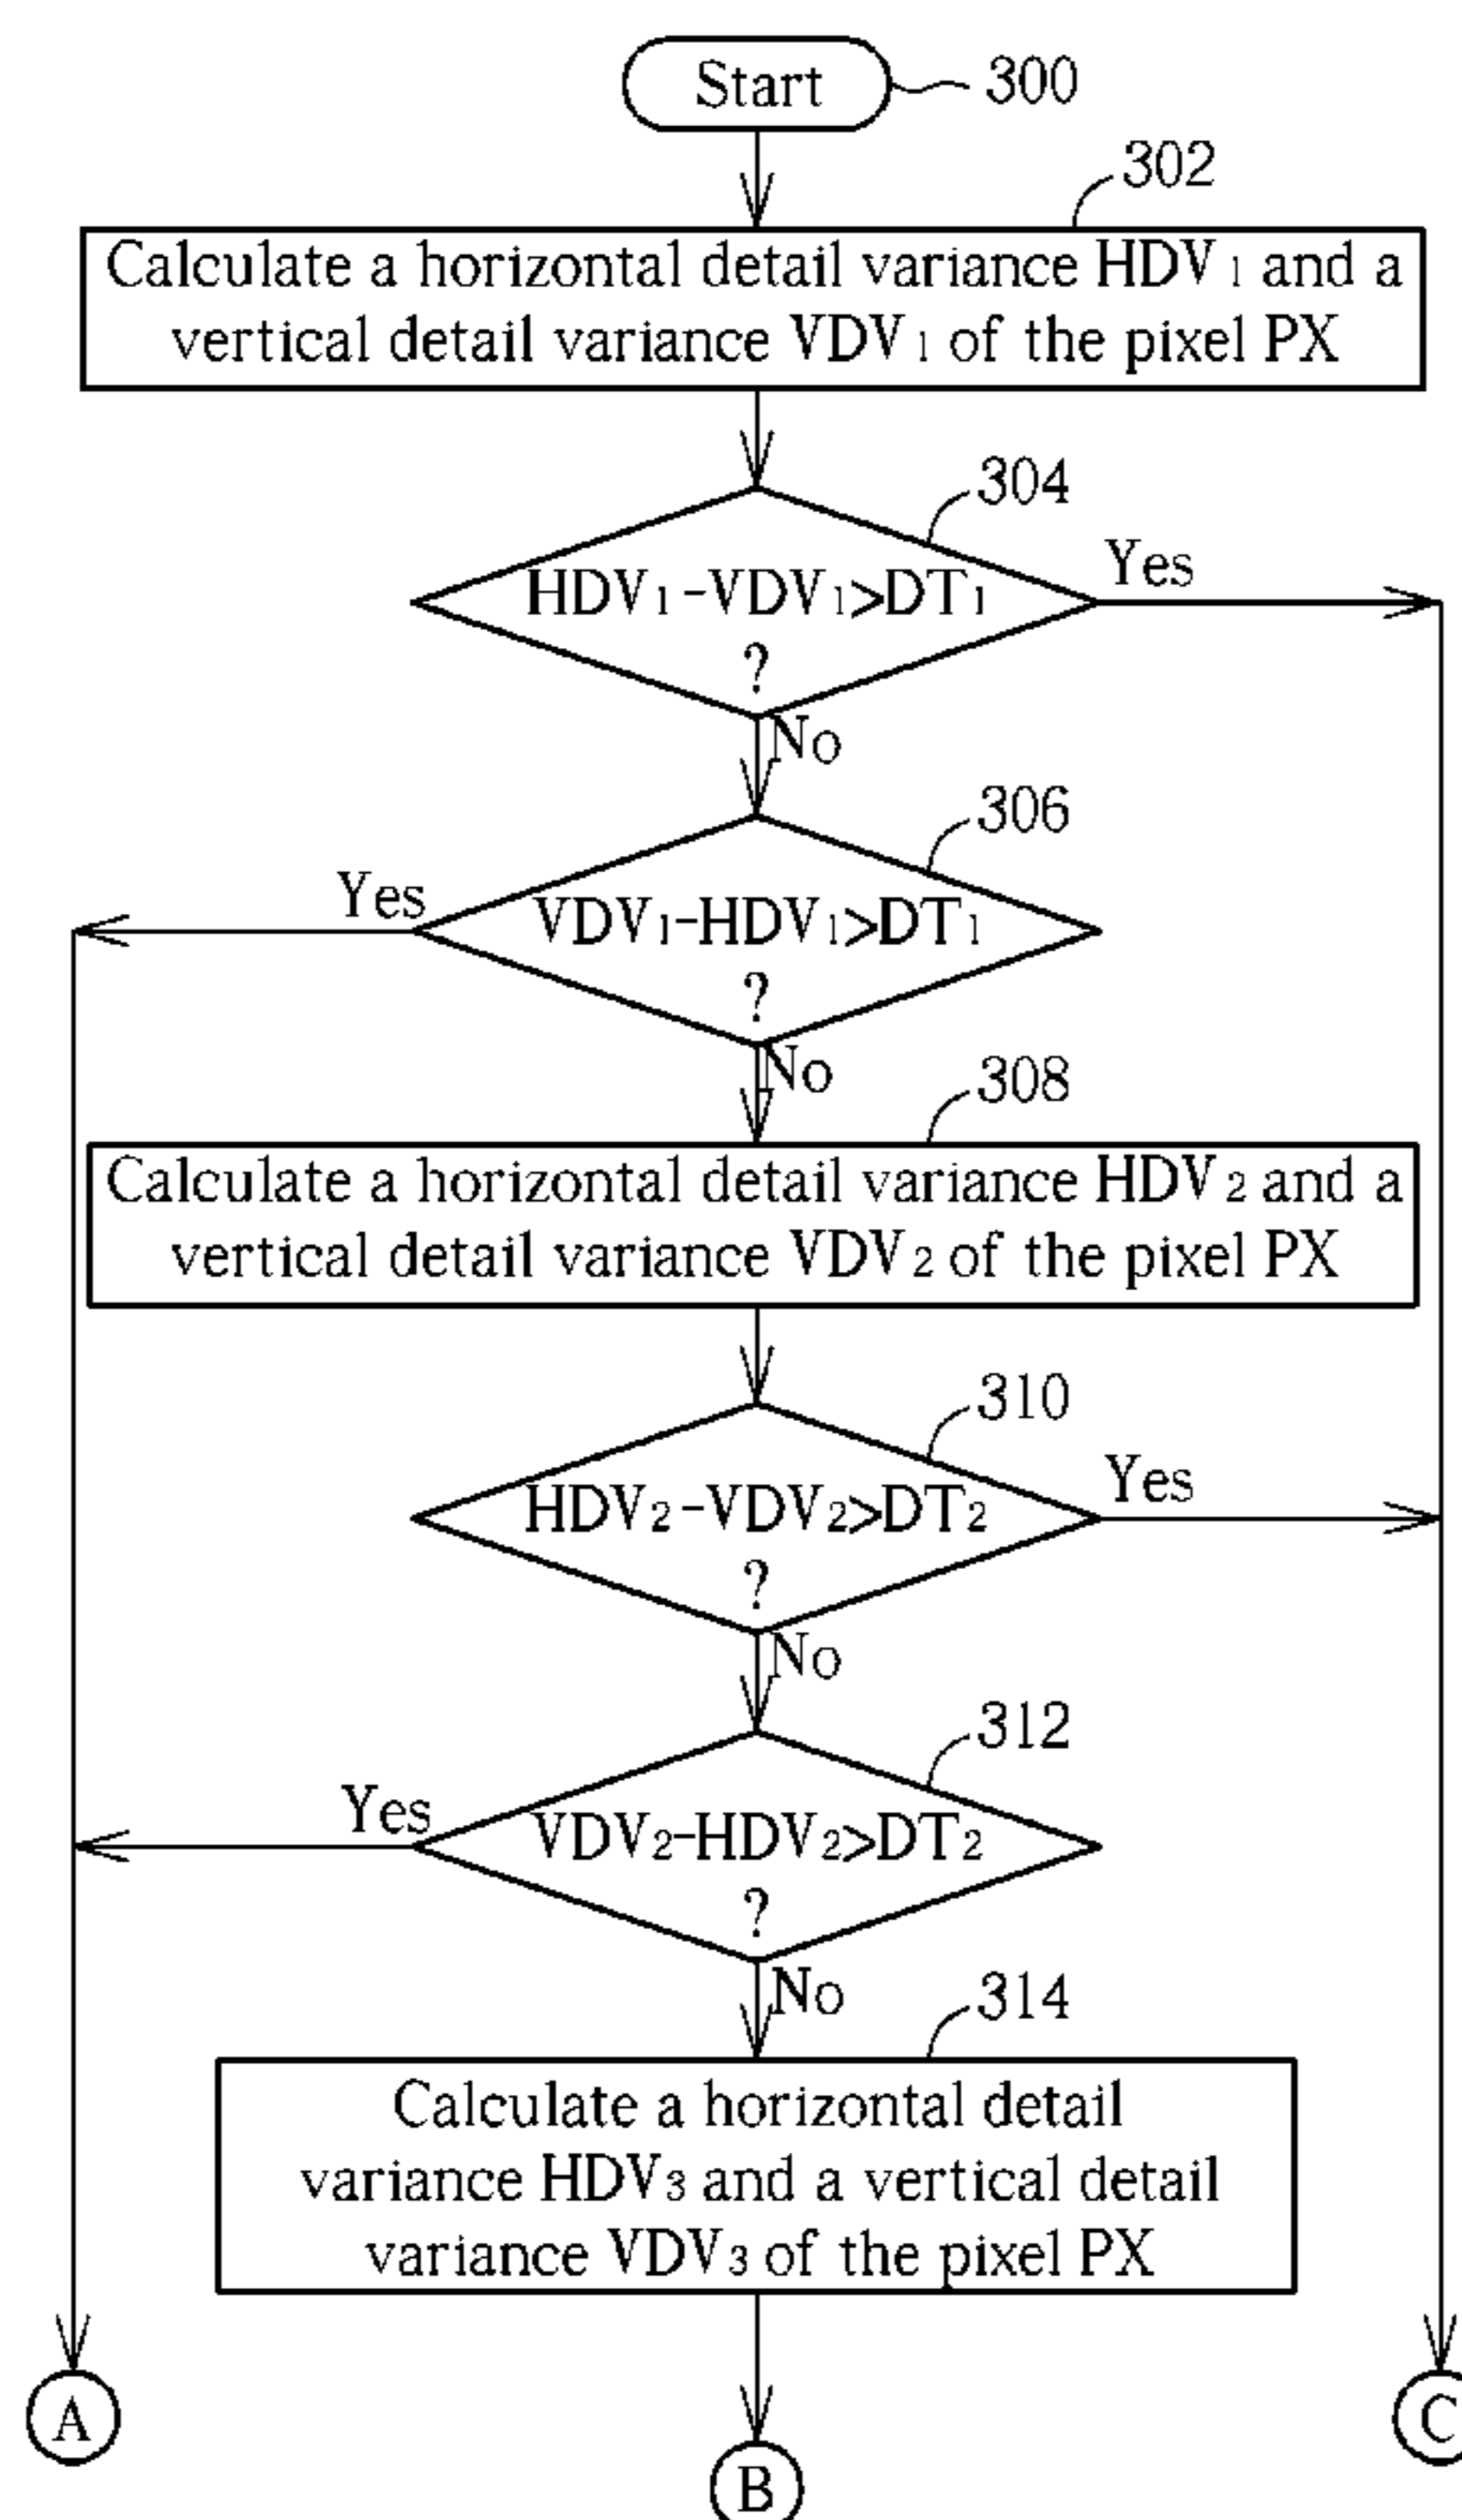 Start
300
302
Calculate a horizontal detail variance HDV₁ and a
vertical detail variance VDV₁ of the pixel PX
304
Yes
HDV₁-VDV₁>DT₁
?
No
306
Yes
VDV₁-HDV₁>DT₁
?
No
308
Calculate a horizontal detail variance HDV₂ and a
vertical detail variance VDV₂ of the pixel PX
310
Yes
HDV₂-VDV₂>DT₂
?
No
312
Yes
VDV₂-HDV₂>DT₂
?
No
314
Calculate a horizontal detail
variance HDV₃ and a vertical detail
variance VDV₃ of the pixel PX
A
C
B